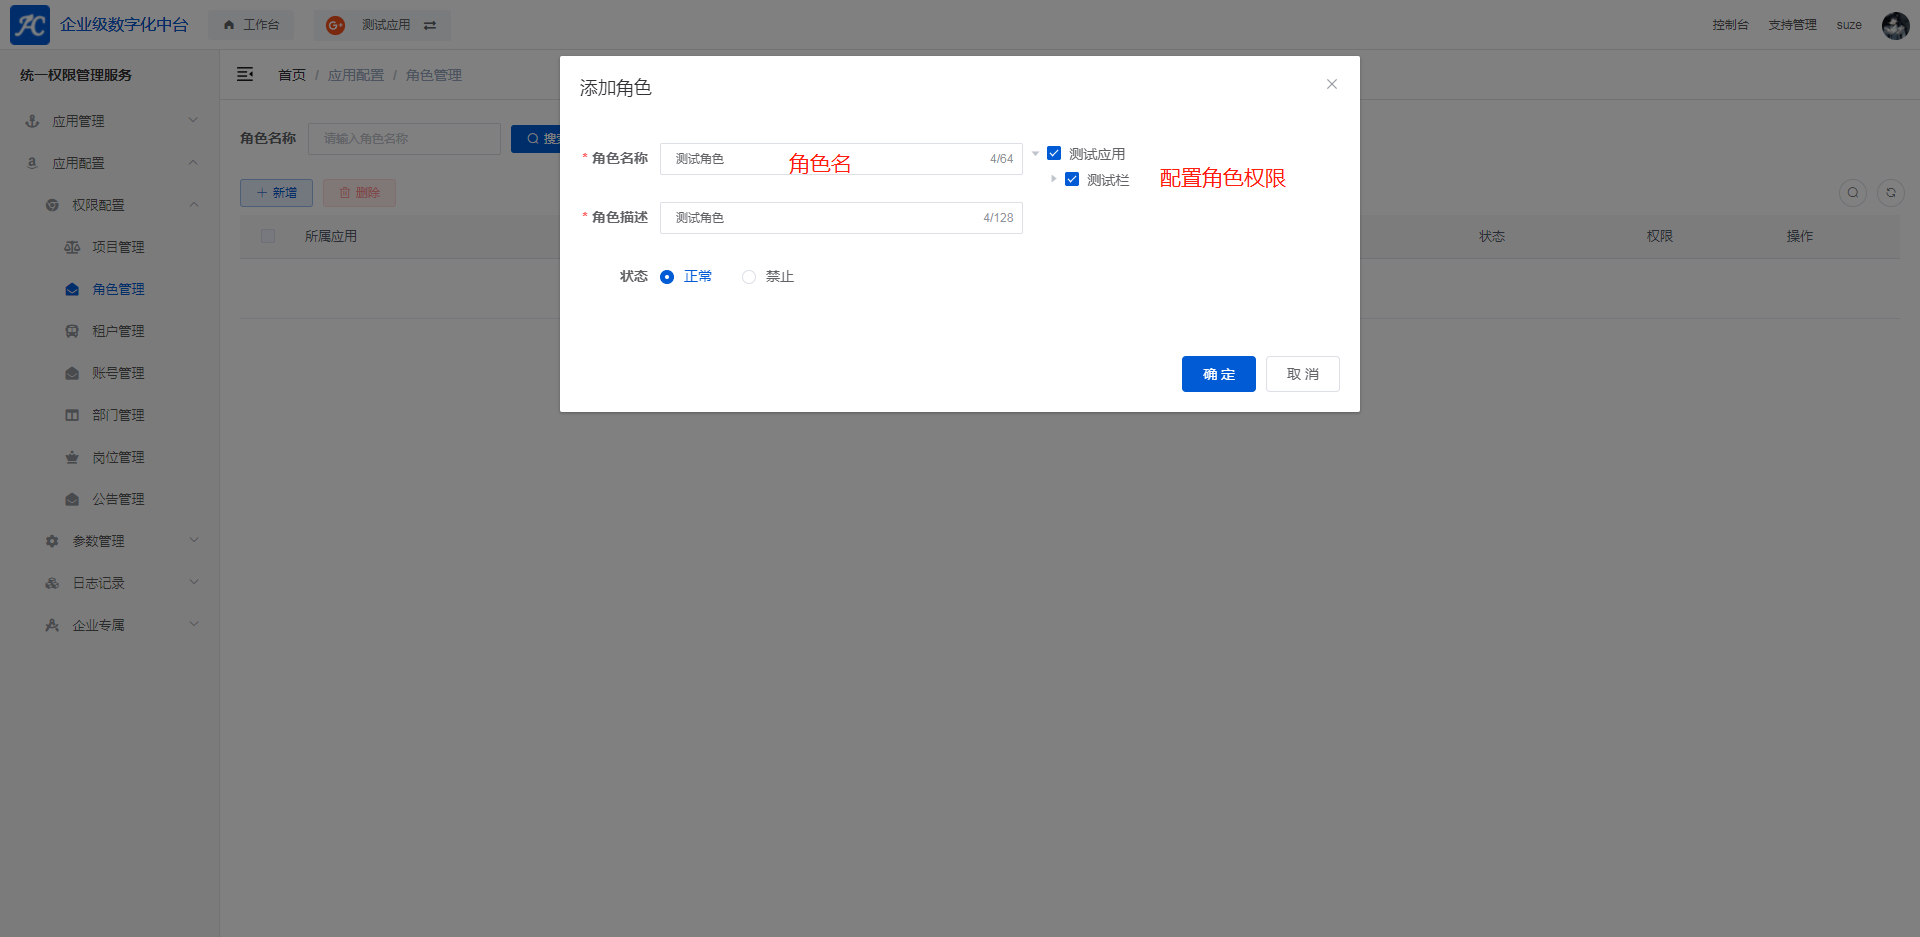 企业级数字化中台
工作台
G+
测试应用
控制台
支持管理
suze
统一权限管理服务
首页 / 应用配置 / 角色管理
应用管理
应用配置
权限配置
项目管理
角色管理
租户管理
账号管理
部门管理
岗位管理
公告管理
参数管理
日志记录
企业专属
角色名称
请输入角色名称
新增
删除
所属应用
状态
权限
操作
添加角色
* 角色名称
测试角色
角色名
4/64
* 角色描述
测试角色
4/128
状态
正常
禁止
测试应用
测试栏
配置角色权限
确 定
取 消